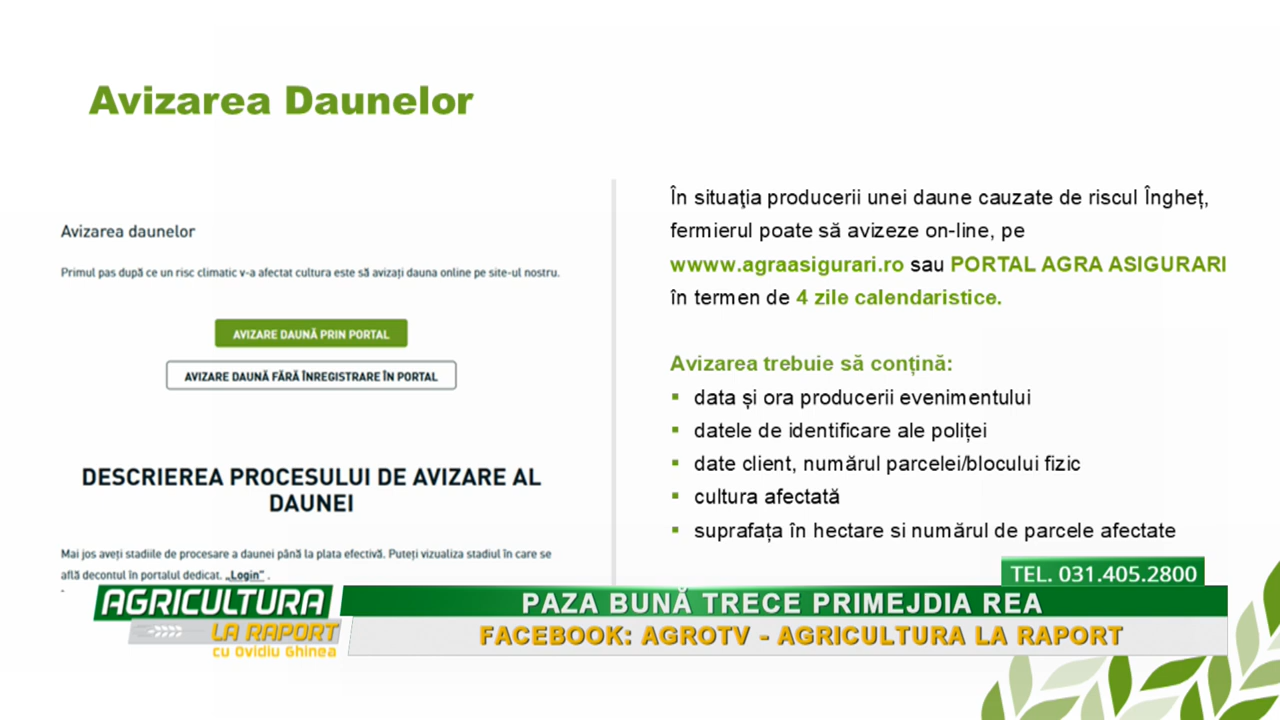 Avizarea Daunelor
Avizarea daunelor
Primul pas după ce un risc climatic v-a afectat cultura este să avizați dauna online pe site-ul nostru.
AVIZARE DAUNĂ PRIN PORTAL
AVIZARE DAUNĂ FĂRĂ ÎNREGISTRARE ÎN PORTAL
DESCRIEREA PROCESULUI DE AVIZARE AL
DAUNEI
Mai jos aveți stadiile de procesare a daunei până la plata efectivă. Puteți vizualiza stadiul în care se
află decontul în portalul dedicat. „Login” .
În situaţia producerii unei daune cauzate de riscul Îngheț,
fermierul poate să avizeze on-line, pe
wwww.agraasigurari.ro sau PORTAL AGRA ASIGURARI
în termen de 4 zile calendaristice.
Avizarea trebuie să conțină:
▪ data și ora producerii evenimentului
▪ datele de identificare ale poliței
▪ date client, numărul parcelei/blocului fizic
▪ cultura afectată
▪ suprafața în hectare si numărul de parcele afectate
TEL. 031.405.2800
AGRICULTURA
LA RAPORT
cu Ovidiu Ghinea
PAZA BUNĂ TRECE PRIMEJDIA REA
FACEBOOK: AGROTV - AGRICULTURA LA RAPORT